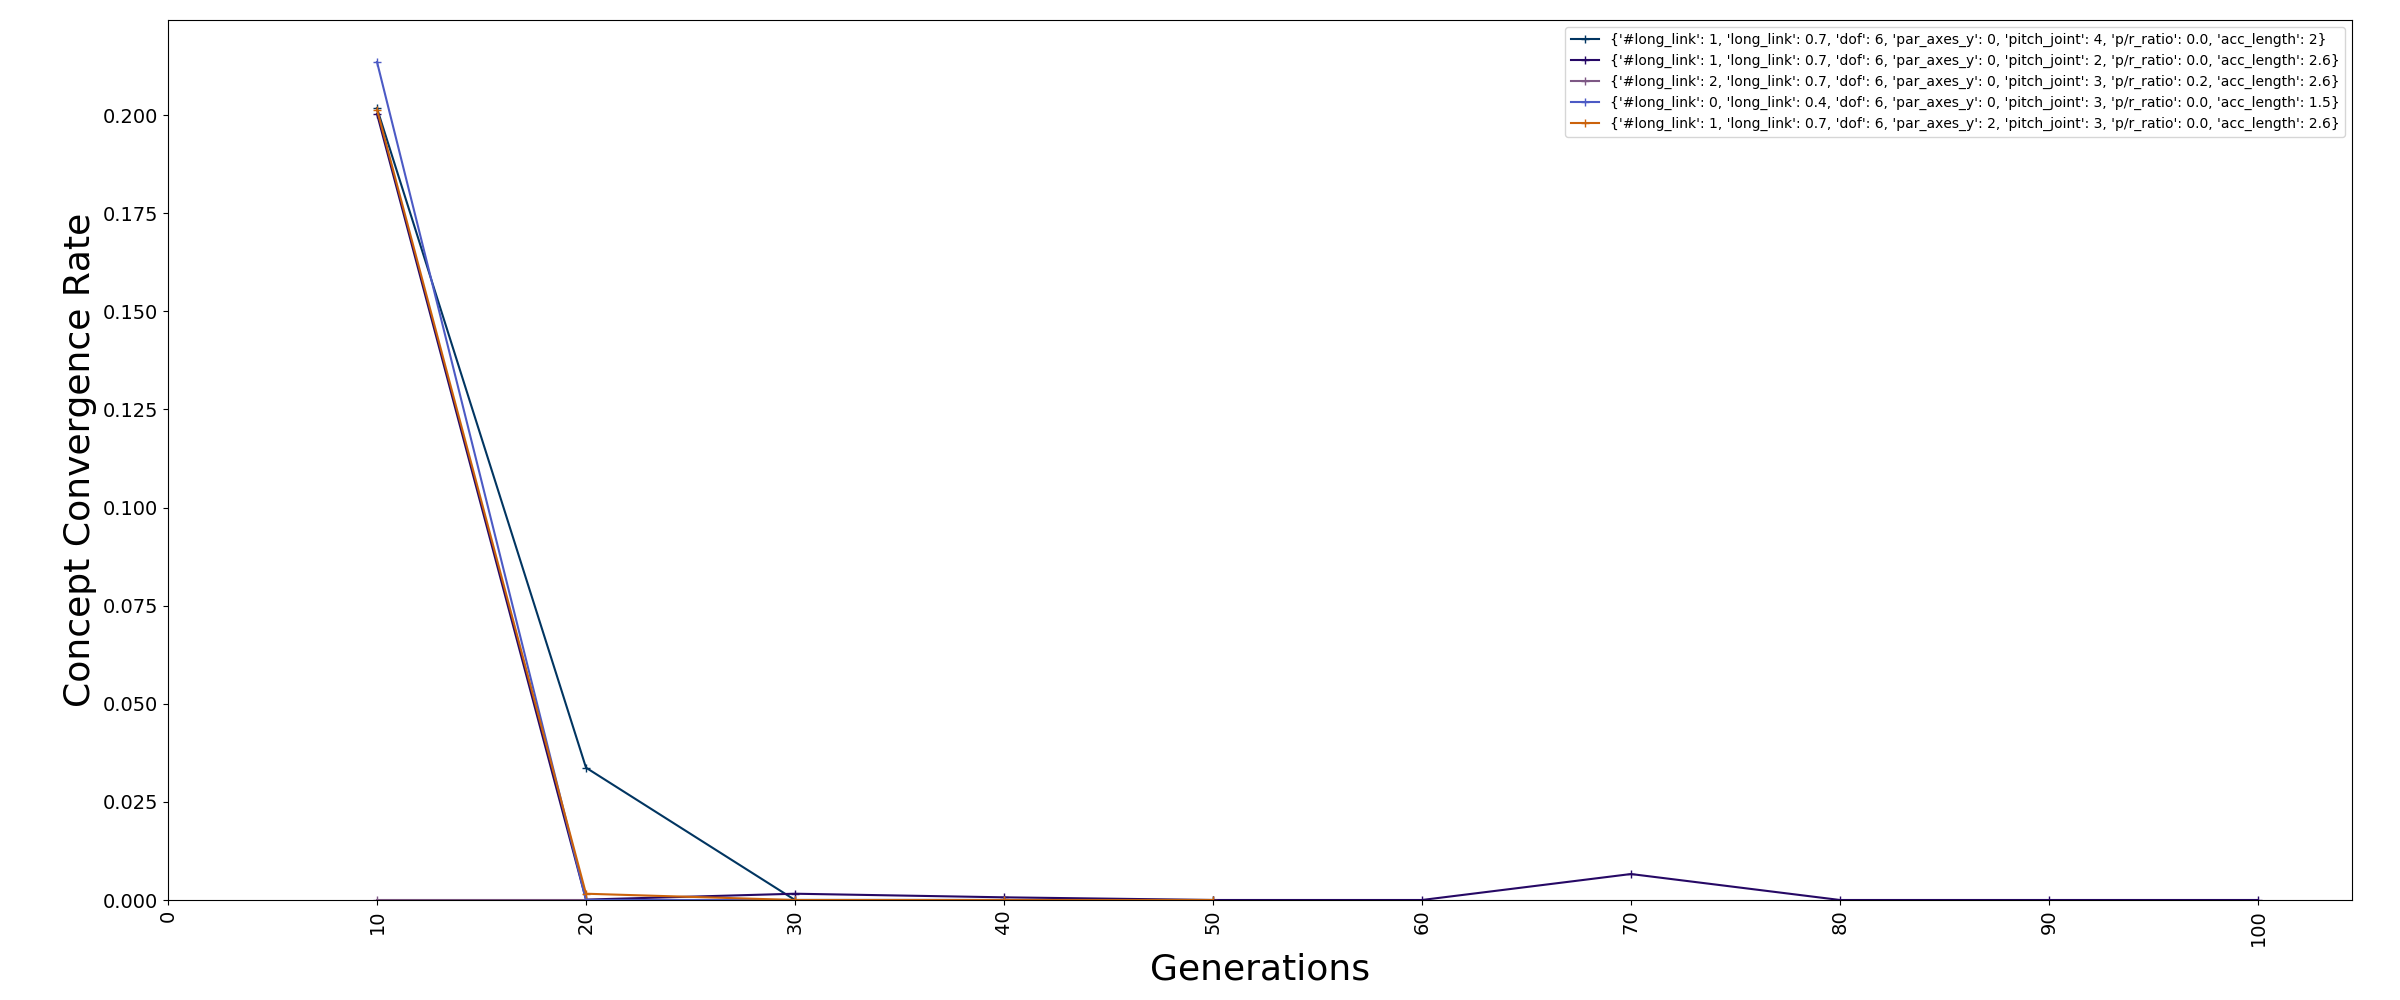 {'#long_link': 1, 'long_link': 0.7, 'dof': 6, 'par_axes_y': 0, 'pitch_joint': 4, 'p/r_ratio': 0.0, 'acc_length': 2}
{'#long_link': 1, 'long_link': 0.7, 'dof': 6, 'par_axes_y': 0, 'pitch_joint': 2, 'p/r_ratio': 0.0, 'acc_length': 2.6}
{'#long_link': 2, 'long_link': 0.7, 'dof': 6, 'par_axes_y': 0, 'pitch_joint': 3, 'p/r_ratio': 0.2, 'acc_length': 2.6}
{'#long_link': 0, 'long_link': 0.4, 'dof': 6, 'par_axes_y': 0, 'pitch_joint': 3, 'p/r_ratio': 0.0, 'acc_length': 1.5}
{'#long_link': 1, 'long_link': 0.7, 'dof': 6, 'par_axes_y': 2, 'pitch_joint': 3, 'p/r_ratio': 0.0, 'acc_length': 2.6}
Concept Convergence Rate
0.200
0.175
0.150
0.125
0.100
0.075
0.050
0.025
0.000
0 10 20 30 40 50 60 70 80 90 100
Generations